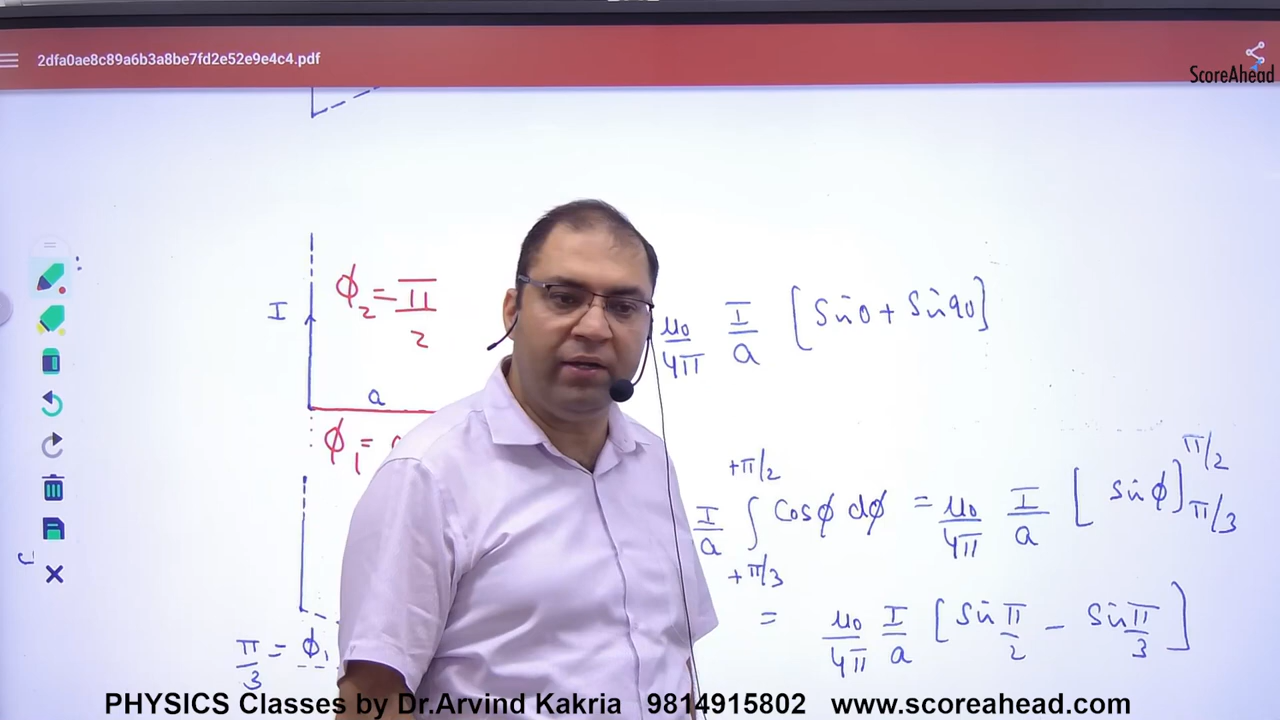 2dfa0ae8c89a6b3a8be7fd2e52e9e4c4.pdf
ScoreAhead
I
ϕ₂ = π/2
a
ϕ₁ =
μ₀/4π I/a [Sin0 + Sin90]
I/a ∫_{+π/3}^{+π/2} Cosϕ dϕ = μ₀/4π I/a [Sinϕ]_{π/3}^{π/2}
= μ₀/4π I/a [Sin π/2 − Sin π/3]
π/3 = ϕ₁
PHYSICS Classes by Dr.Arvind Kakria 9814915802 www.scoreahead.com